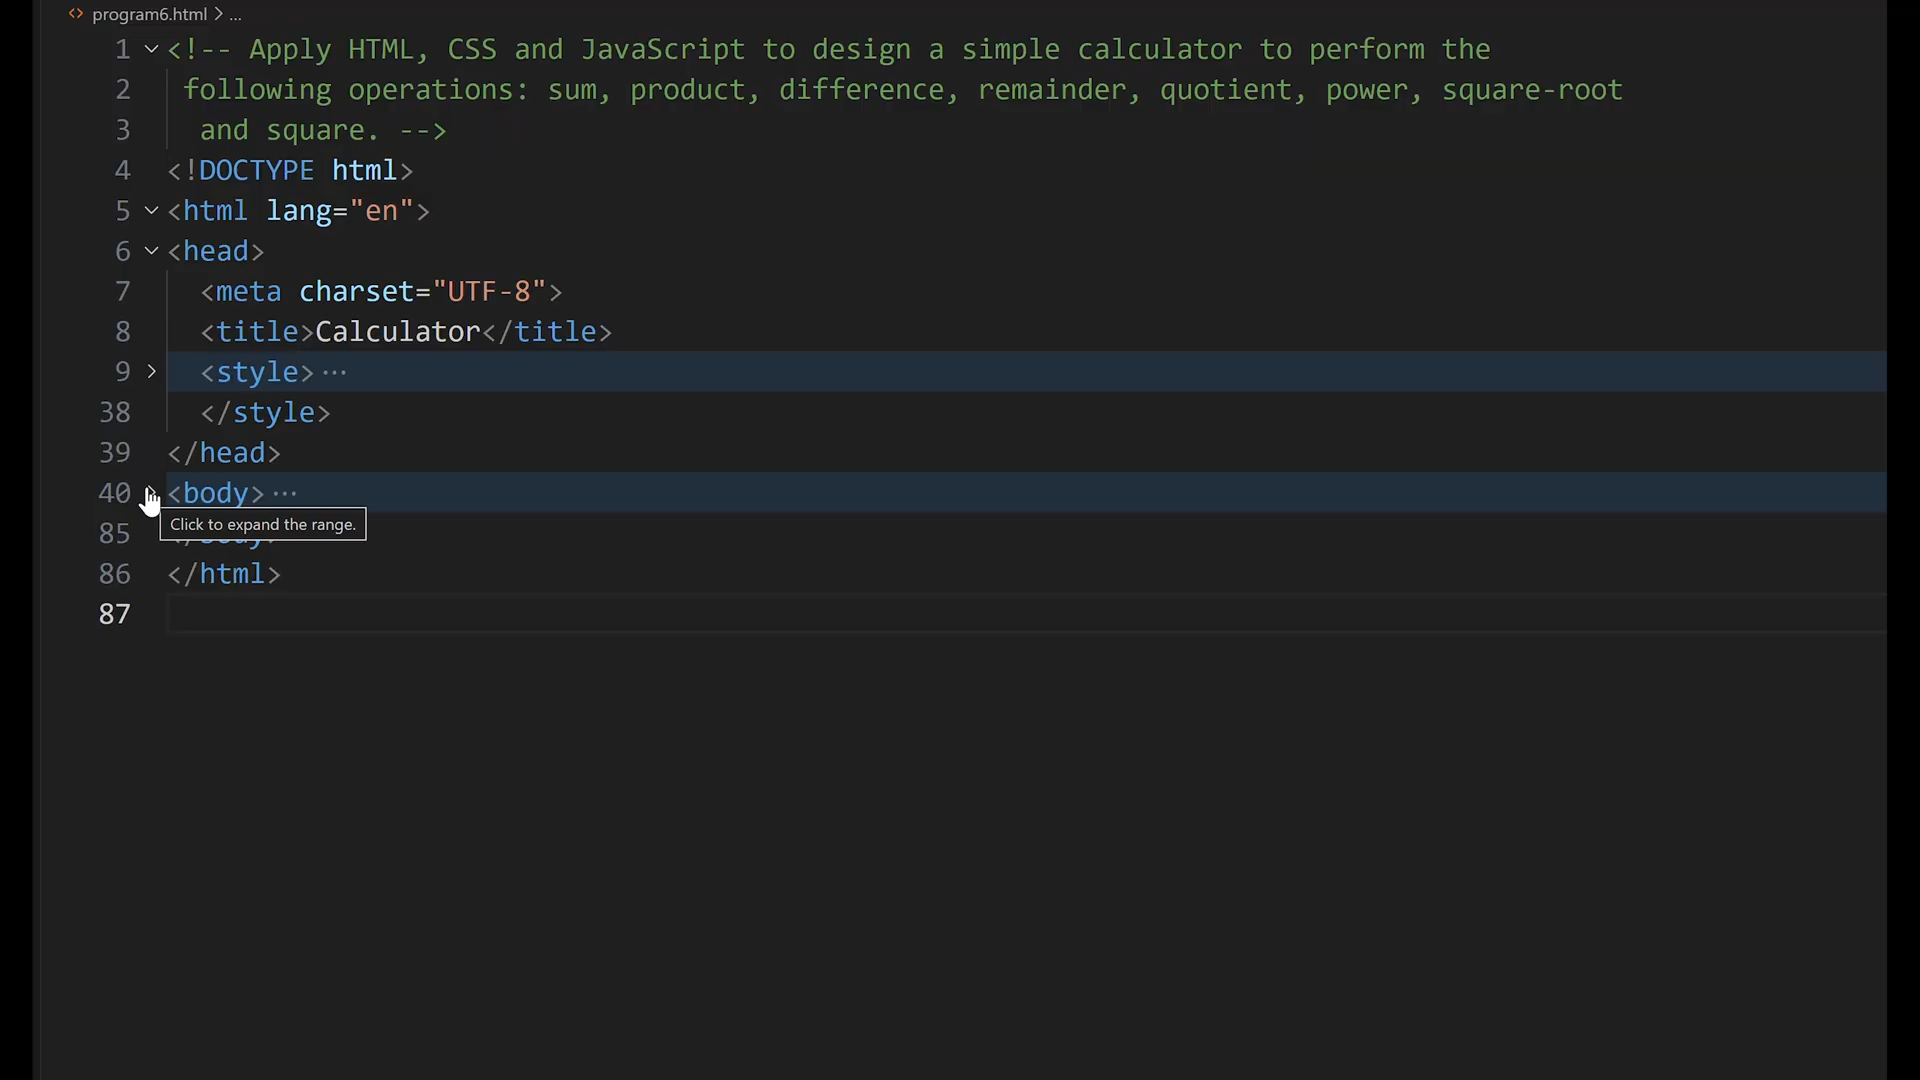 <> program6.html > ...
1 <!-- Apply HTML, CSS and JavaScript to design a simple calculator to perform the
2 following operations: sum, product, difference, remainder, quotient, power, square-root
3 and square. -->
4 <!DOCTYPE html>
5 <html lang="en">
6 <head>
7 <meta charset="UTF-8">
8 <title>Calculator</title>
9 <style>···
38 </style>
39 </head>
40 <body>···
Click to expand the range.
85 </body>
86 </html>
87